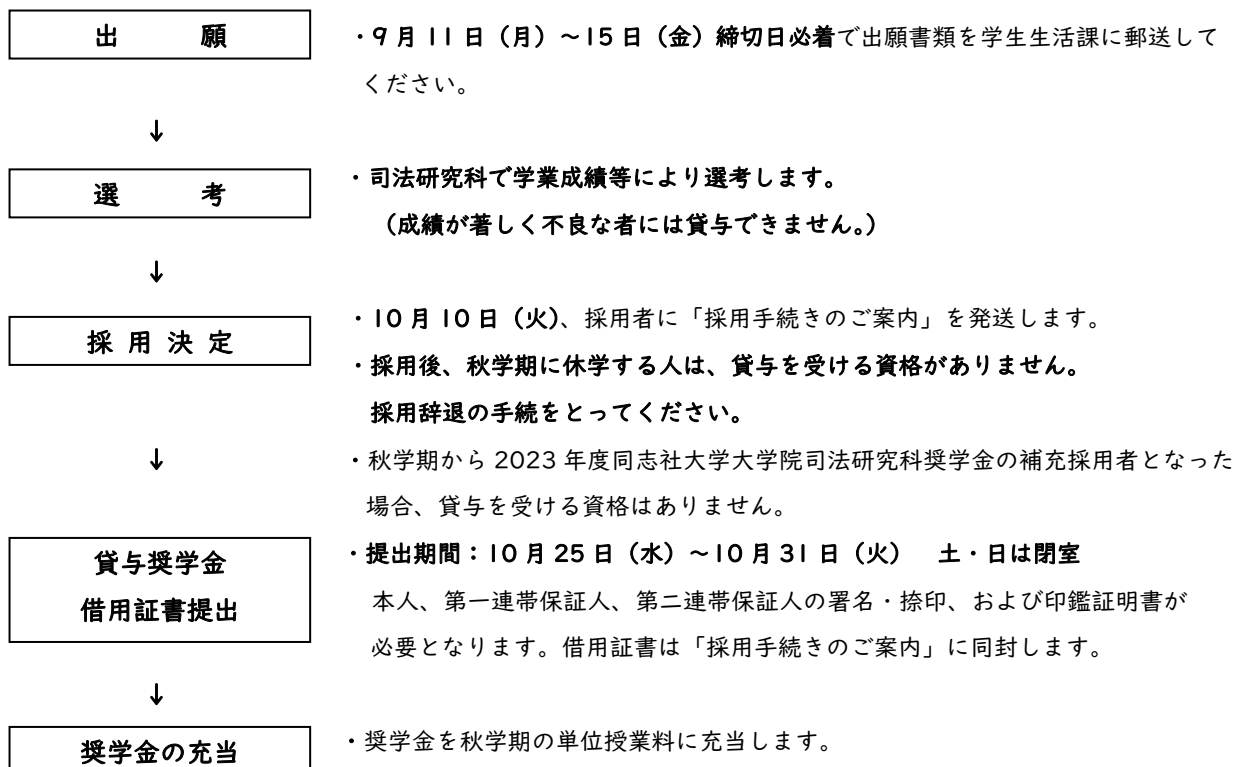 出　　　願
・9月11日（月）～15日（金）締切日必着で出願書類を学生生活課に郵送して
ください。
↓
選　　　考
・司法研究科で学業成績等により選考します。
（成績が著しく不良な者には貸与できません。）
↓
採 用 決 定
・10月10日（火）、採用者に「採用手続きのご案内」を発送します。
・採用後、秋学期に休学する人は、貸与を受ける資格がありません。
採用辞退の手続をとってください。
↓
・秋学期から 2023 年度同志社大学大学院司法研究科奨学金の補充採用者となった
場合、貸与を受ける資格はありません。
貸与奨学金
借用証書提出
・提出期間：10月25日（水）～10月31日（火）　土・日は閉室
本人、第一連帯保証人、第二連帯保証人の署名・捺印、および印鑑証明書が
必要となります。借用証書は「採用手続きのご案内」に同封します。
↓
奨学金の充当
・奨学金を秋学期の単位授業料に充当します。